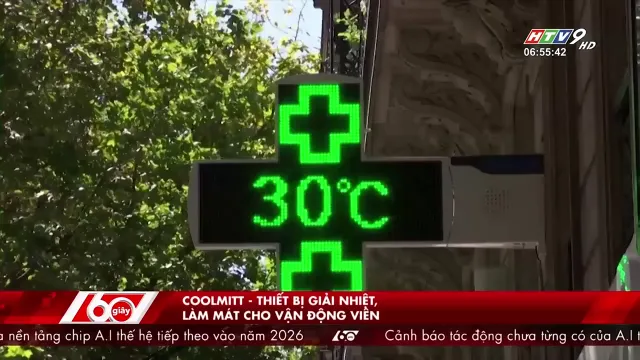 HTV9 HD
06:55:42
30°C
60 giây
COOLMITT - THIẾT BỊ GIẢI NHIỆT,
LÀM MÁT CHO VẬN ĐỘNG VIÊN
nền tảng chip A.I thế hệ tiếp theo vào năm 2026 60 Cảnh báo tác động chưa từng có của A.I